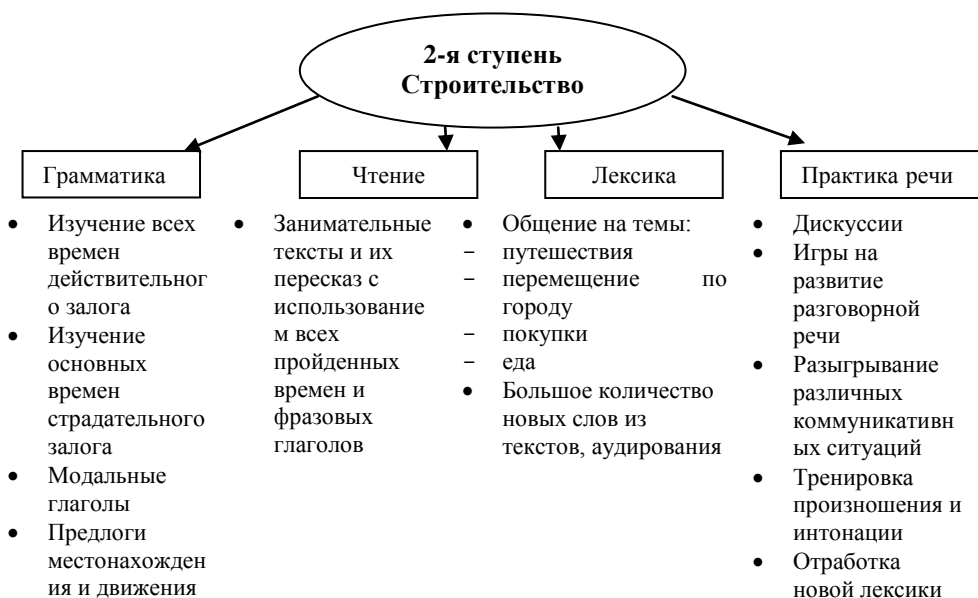 2-я ступень
Строительство
Грамматика
• Изучение всех
времен
действительног
о залога
• Изучение
основных
времен
страдательного
залога
• Модальные
глаголы
• Предлоги
местонахожден
ия и движения
Чтение
• Занимательные
тексты и их
пересказ с
использование
м всех
пройденных
времен и
фразовых
глаголов
Лексика
• Общение на темы:
− путешествия
− перемещение по
городу
− покупки
− еда
• Большое количество
новых слов из
текстов, аудирования
Практика речи
• Дискуссии
• Игры на
развитие
разговорной
речи
• Разыгрывание
различных
коммуникативн
ых ситуаций
• Тренировка
произношения и
интонации
• Отработка
новой лексики